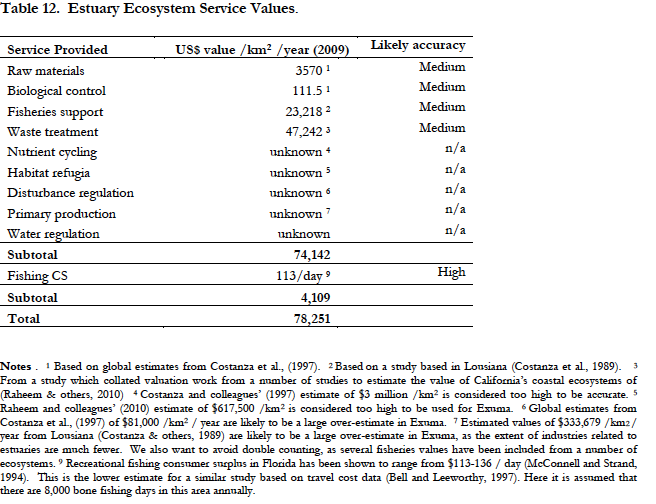 Table 12. Estuary Ecosystem Service Values.
Service Provided US$ value /km² /year (2009) Likely accuracy
Raw materials 3570 ¹ Medium
Biological control 111.5 ¹ Medium
Fisheries support 23,218 ² Medium
Waste treatment 47,242 ³ Medium
Nutrient cycling unknown ⁴ n/a
Habitat refugia unknown ⁵ n/a
Disturbance regulation unknown ⁶ n/a
Primary production unknown ⁷ n/a
Water regulation unknown n/a
Subtotal 74,142
Fishing CS 113/day ⁹ High
Subtotal 4,109
Total 78,251
Notes . ¹ Based on global estimates from Costanza et al., (1997). ² Based on a study based in Lousiana (Costanza et al., 1989). ³
From a study which collated valuation work from a number of studies to estimate the value of California's coastal ecosystems of
(Raheem & others, 2010) ⁴ Costanza and colleagues' (1997) estimate of $3 million /km² is considered too high to be accurate. ⁵
Raheem and colleagues' (2010) estimate of $617,500 /km² is considered too high to be used for Exuma. ⁶ Global estimates from
Costanza et al., (1997) of $81,000 /km² / year are likely to be a large over-estimate in Exuma. ⁷ Estimated values of $333,679 /km2/
year from Lousiana (Costanza & others, 1989) are likely to be a large over-estimate in Exuma, as the extent of industries related to
estuaries are much fewer. We also want to avoid double counting, as several fisheries values have been included from a number of
ecosystems. ⁹ Recreational fishing consumer surplus in Florida has been shown to range from $113-136 / day (McConnell and Strand,
1994). This is the lower estimate for a similar study based on travel cost data (Bell and Leeworthy, 1997). Here it is assumed that
there are 8,000 bone fishing days in this area annually.